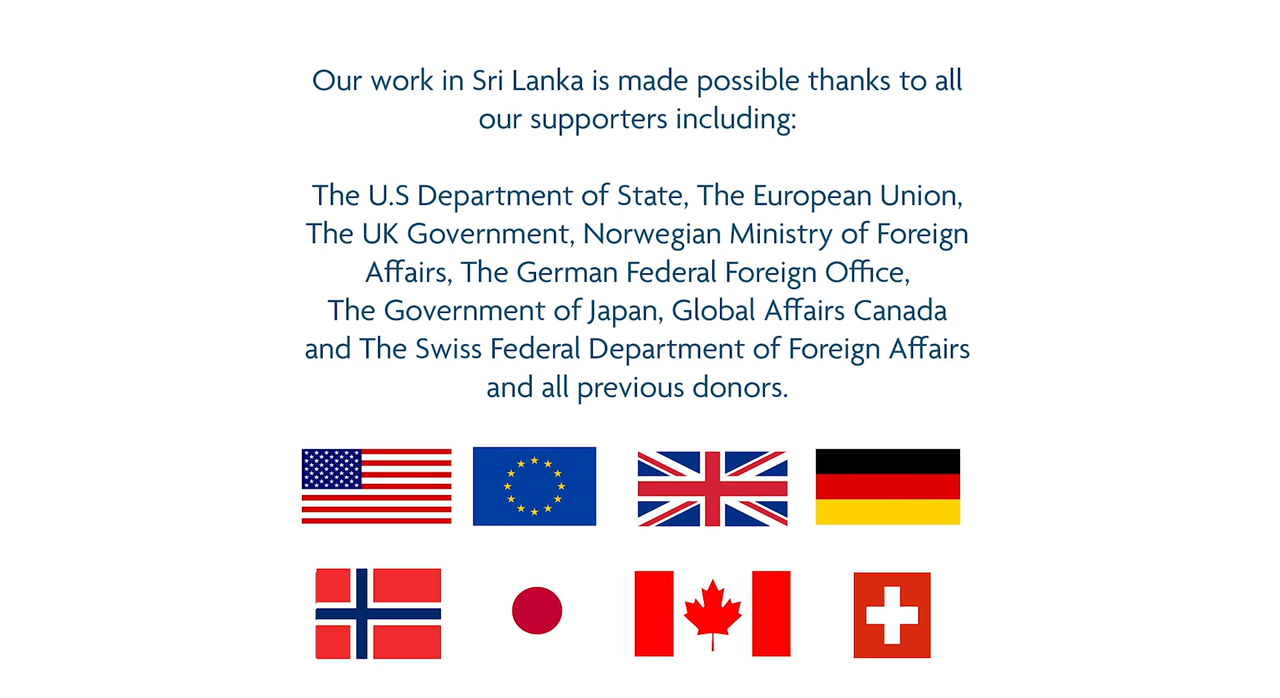 Our work in Sri Lanka is made possible thanks to all
our supporters including:
The U.S Department of State, The European Union,
The UK Government, Norwegian Ministry of Foreign
Affairs, The German Federal Foreign Office,
The Government of Japan, Global Affairs Canada
and The Swiss Federal Department of Foreign Affairs
and all previous donors.